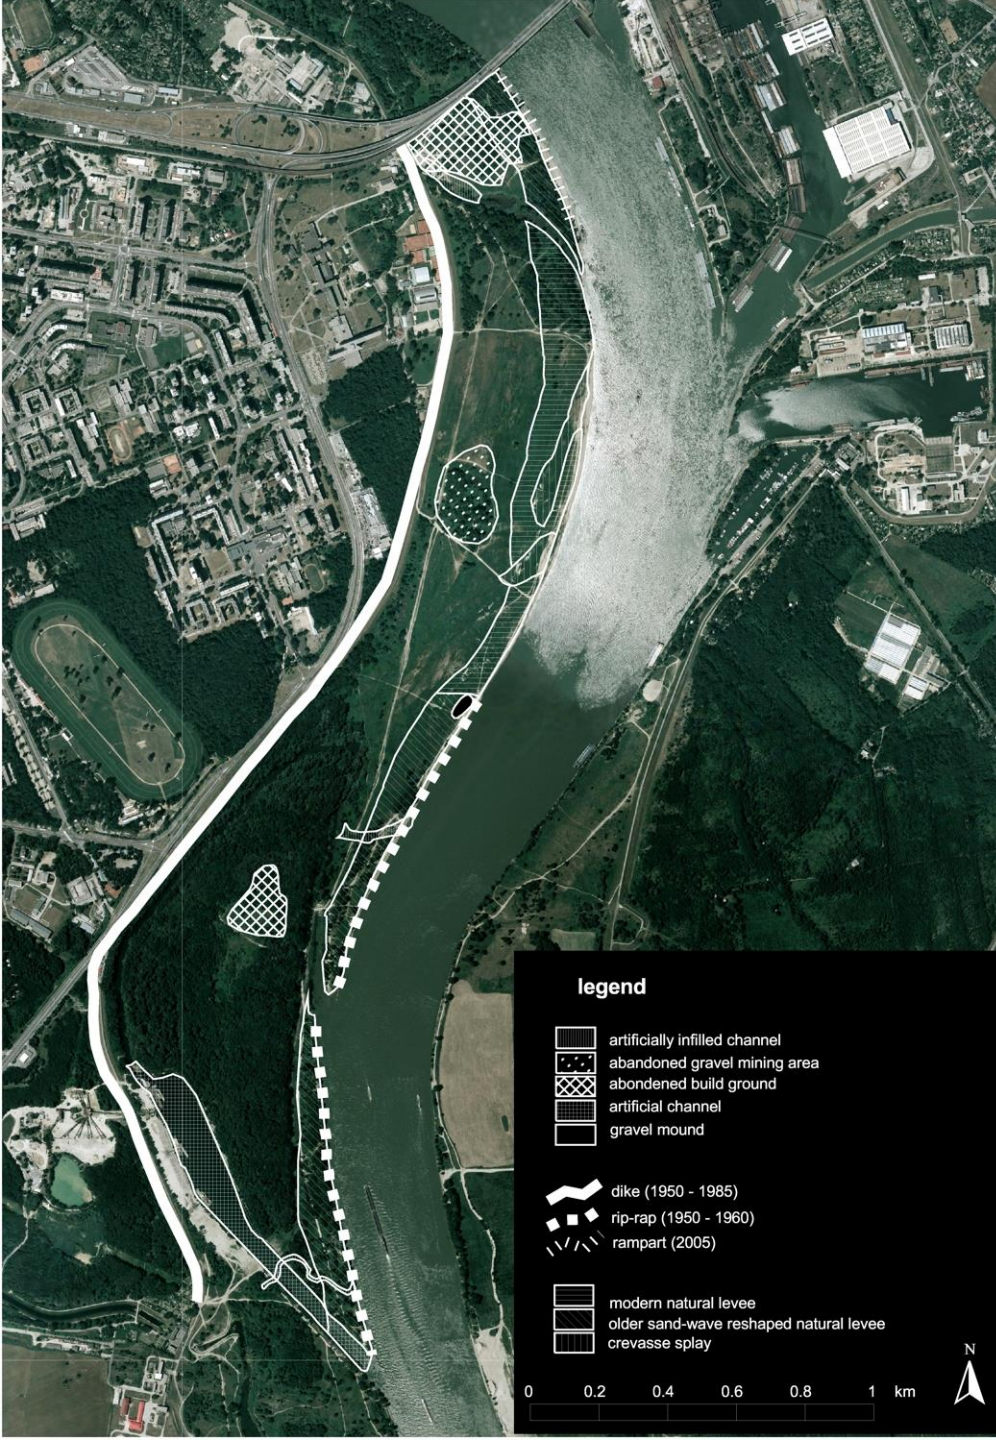 legend
artificially infilled channel
abandoned gravel mining area
abondened build ground
artificial channel
gravel mound
dike (1950 - 1985)
rip-rap (1950 - 1960)
rampart (2005)
modern natural levee
older sand-wave reshaped natural levee
crevasse splay
N
0 0.2 0.4 0.6 0.8 1 km